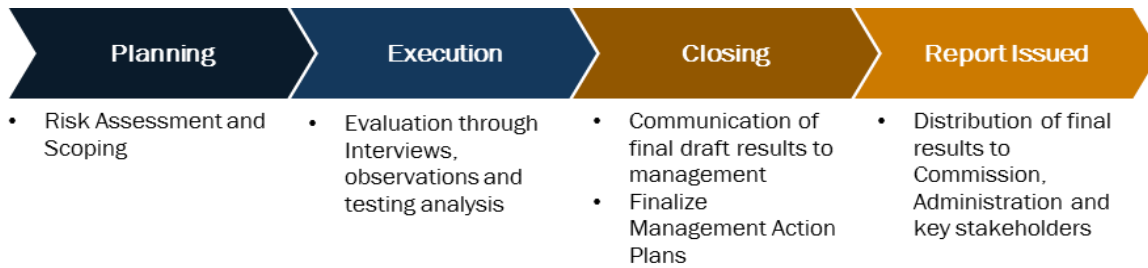 Planning
Execution
Closing
Report Issued
• Risk Assessment and
Scoping
• Evaluation through
Interviews,
observations and
testing analysis
• Communication of
final draft results to
management
• Finalize
Management Action
Plans
• Distribution of final
results to
Commission,
Administration and
key stakeholders